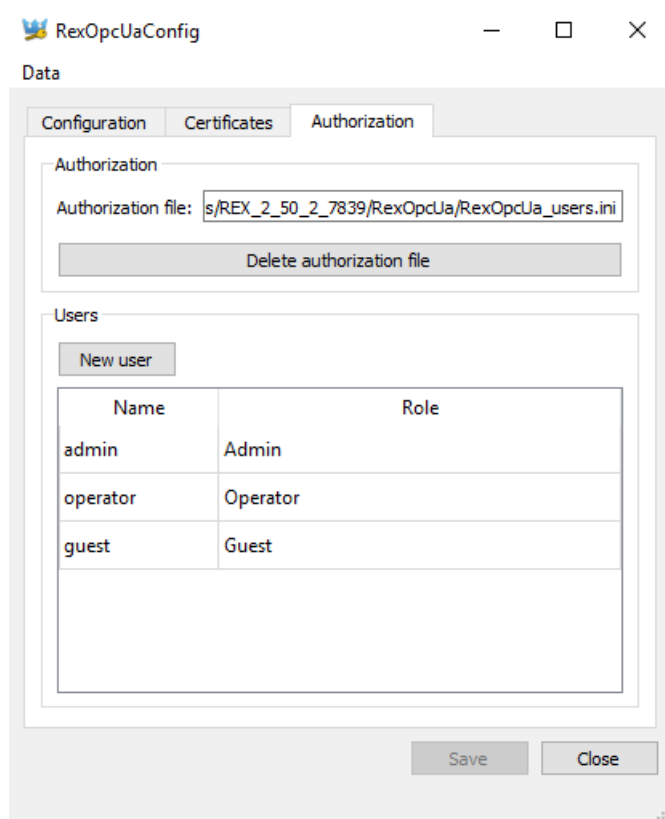 RexOpcUaConfig
Data
Configuration Certificates Authorization
Authorization
Authorization file: s/REX_2_50_2_7839/RexOpcUa/RexOpcUa_users.ini
Delete authorization file
Users
New user
Name Role
admin Admin
operator Operator
guest Guest
Save Close